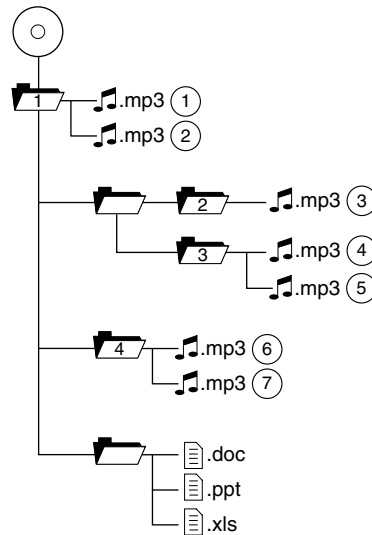 1 .mp3 1
.mp3 2
2 .mp3 3
3 .mp3 4
.mp3 5
4 .mp3 6
.mp3 7
.doc
.ppt
.xls